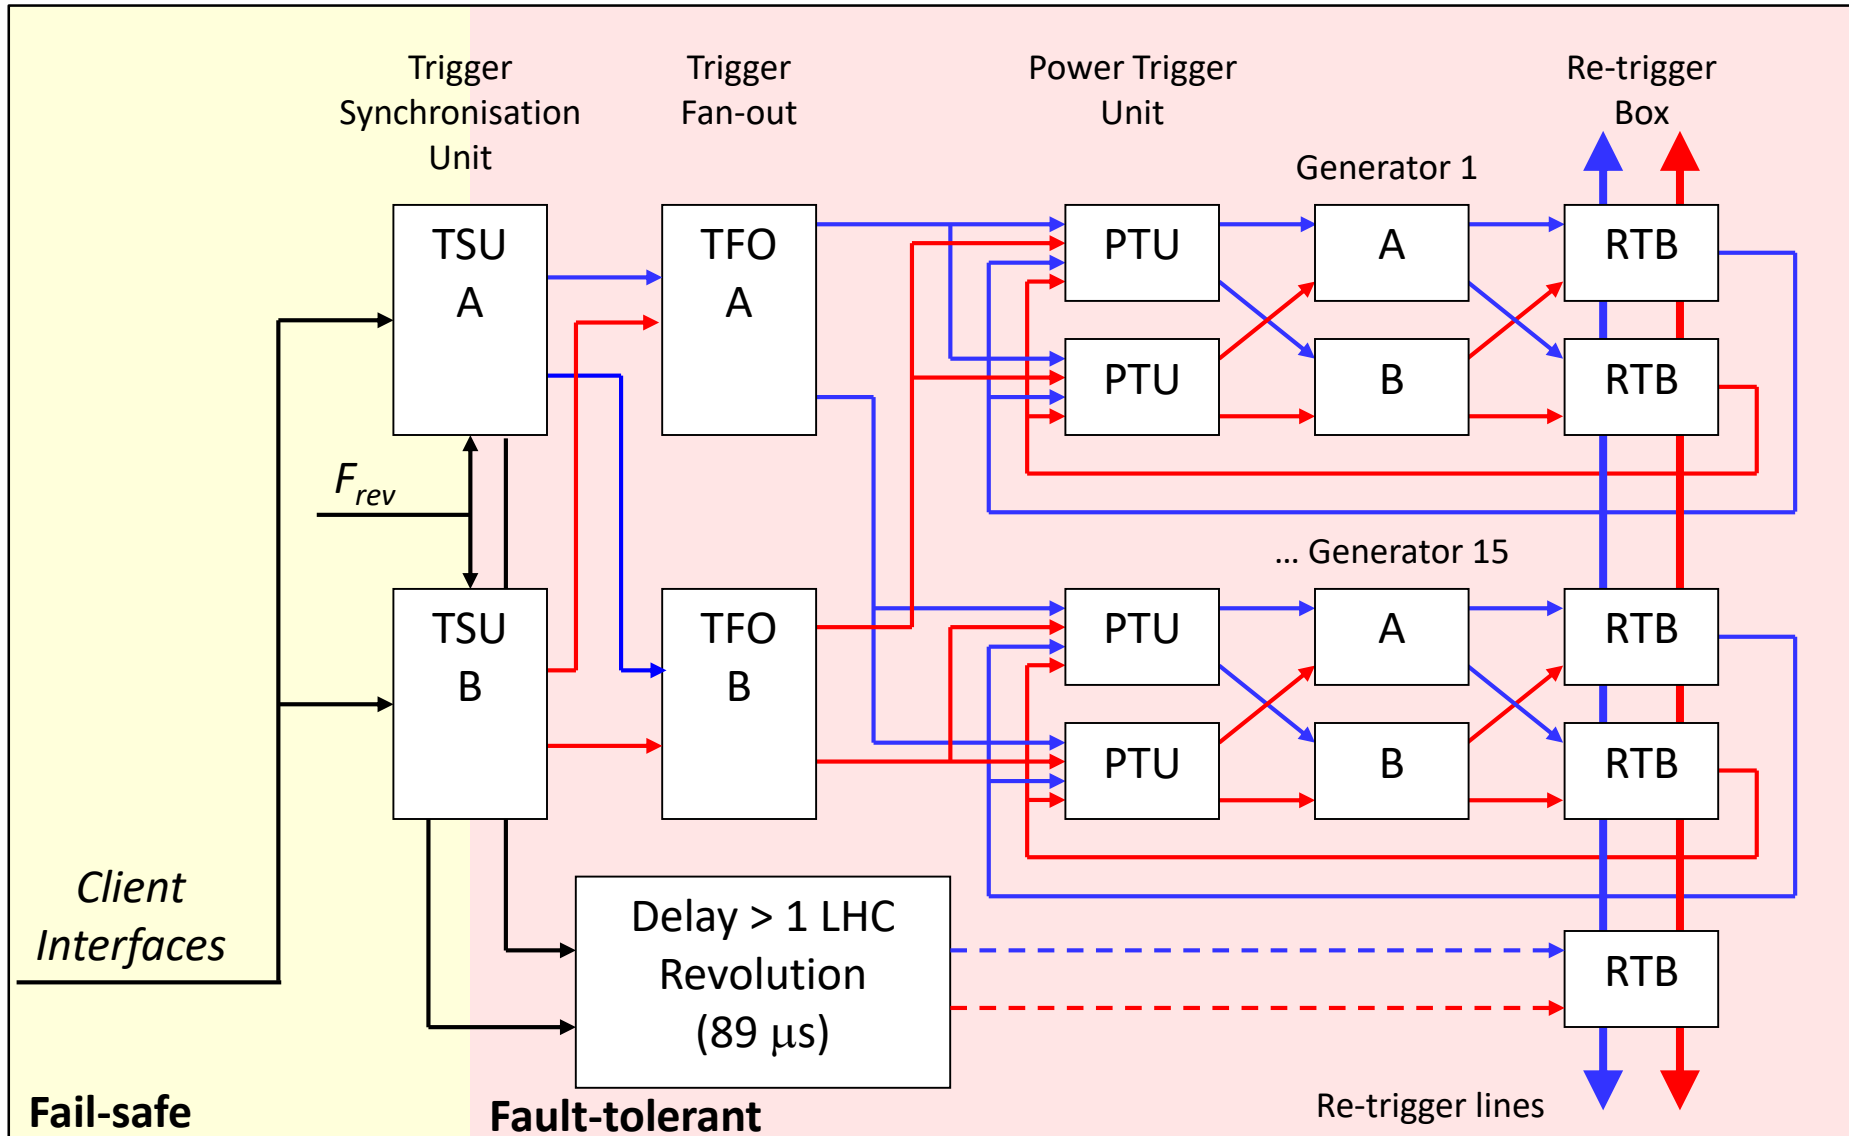 Trigger
Synchronisation
Unit
Trigger
Fan-out
Power Trigger
Unit
Re-trigger
Box
Generator 1
TSU
A
TFO
A
PTU
A
RTB
PTU
B
RTB
F_rev
... Generator 15
TSU
B
TFO
B
PTU
A
RTB
PTU
B
RTB
Client
Interfaces
Delay > 1 LHC
Revolution
(89 μs)
RTB
Fail-safe
Fault-tolerant
Re-trigger lines